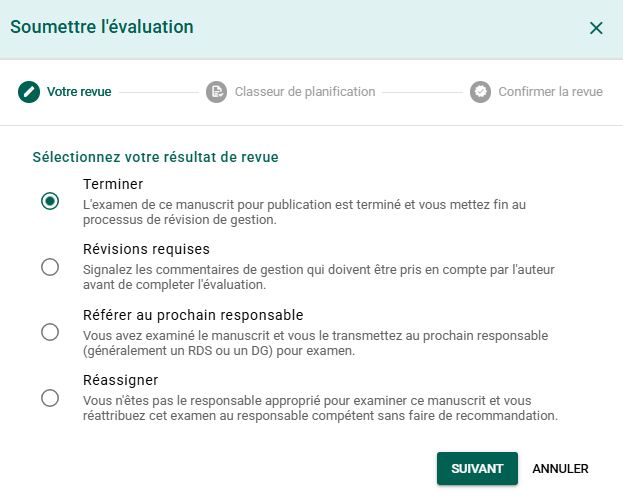 Soumettre l'évaluation
Votre revue
Classeur de planification
Confirmer la revue
Sélectionnez votre résultat de revue
Terminer
L'examen de ce manuscrit pour publication est terminé et vous mettez fin au
processus de révision de gestion.
Révisions requises
Signalez les commentaires de gestion qui doivent être pris en compte par l'auteur
avant de completer l'évaluation.
Référer au prochain responsable
Vous avez examiné le manuscrit et vous le transmettez au prochain responsable
(généralement un RDS ou un DG) pour examen.
Réassigner
Vous n'êtes pas le responsable approprié pour examiner ce manuscrit et vous
réattribuez cet examen au responsable compétent sans faire de recommandation.
SUIVANT
ANNULER